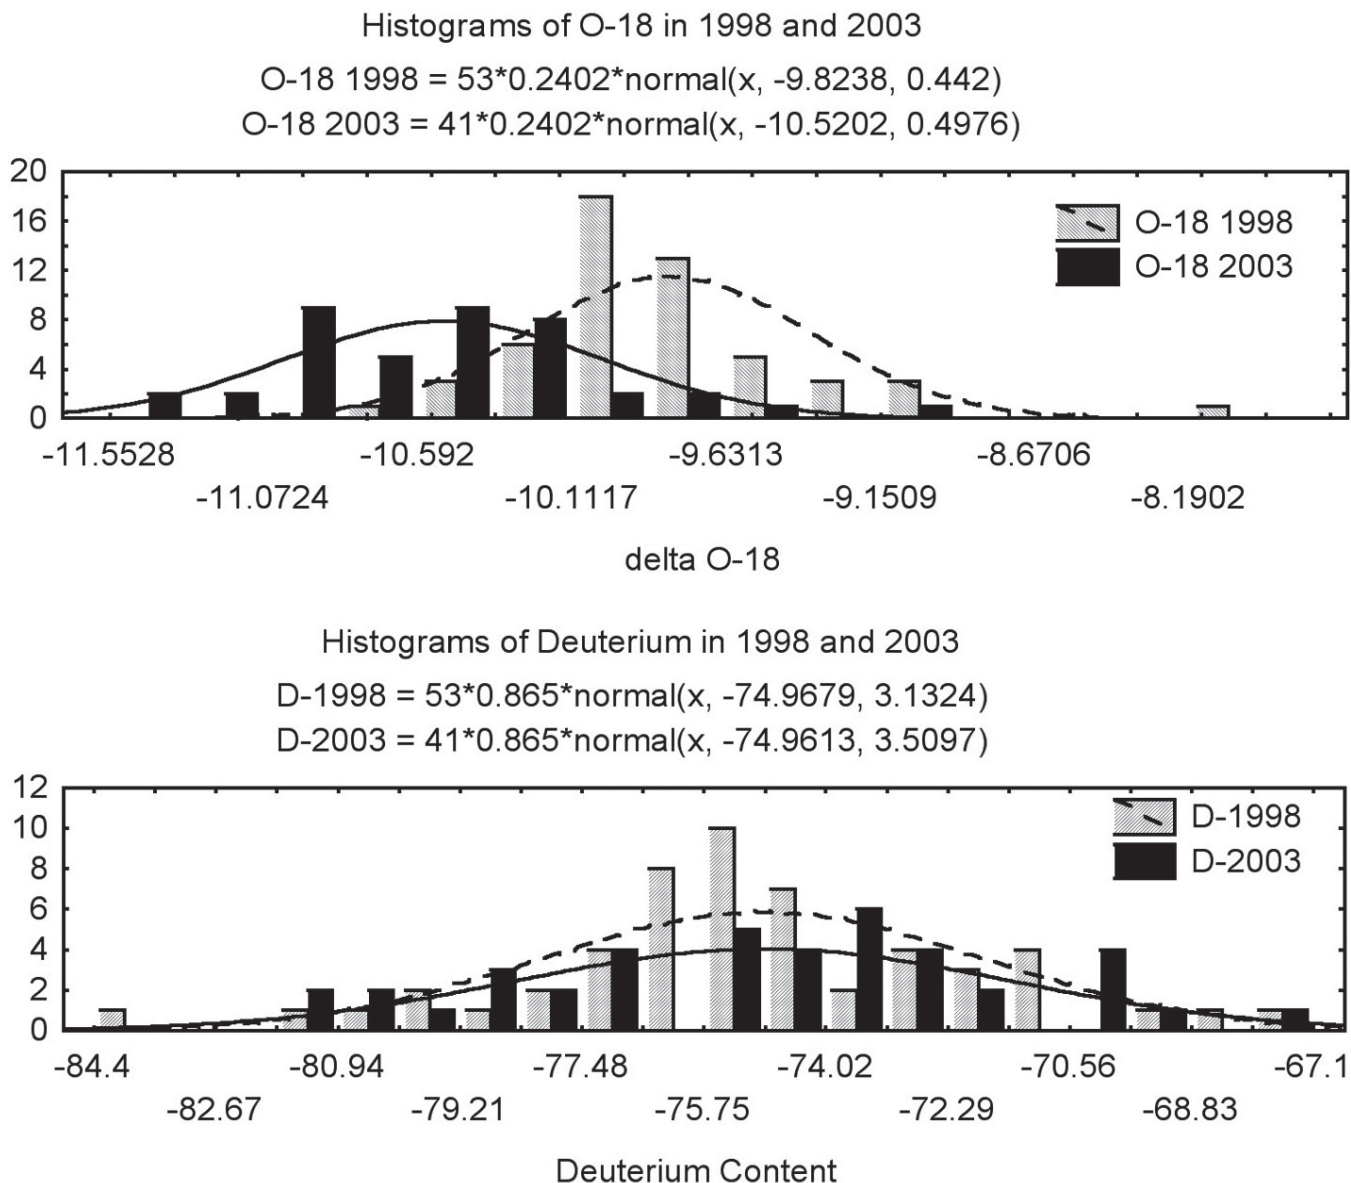 Histograms of O-18 in 1998 and 2003
O-18 1998 = 53*0.2402*normal(x, -9.8238, 0.442)
O-18 2003 = 41*0.2402*normal(x, -10.5202, 0.4976)
20
16
12
8
4
0
O-18 1998
O-18 2003
-11.5528 -10.592 -9.6313 -8.6706
-11.0724 -10.1117 -9.1509 -8.1902
delta O-18
Histograms of Deuterium in 1998 and 2003
D-1998 = 53*0.865*normal(x, -74.9679, 3.1324)
D-2003 = 41*0.865*normal(x, -74.9613, 3.5097)
12
10
8
6
4
2
0
D-1998
D-2003
-84.4 -80.94 -77.48 -74.02 -70.56 -67.1
-82.67 -79.21 -75.75 -72.29 -68.83
Deuterium Content